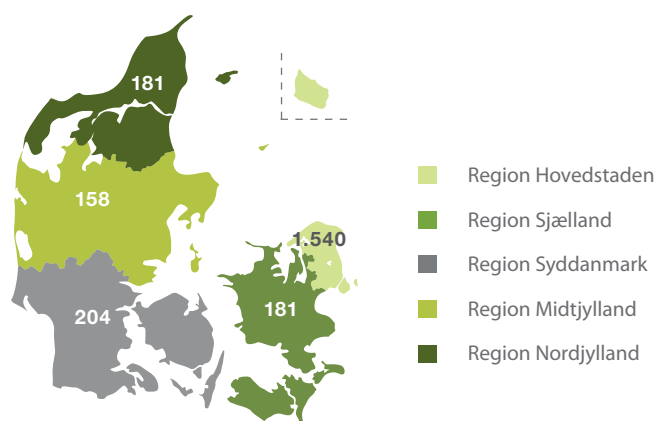 181
158
1.540
204
181
Region Hovedstaden
Region Sjælland
Region Syddanmark
Region Midtjylland
Region Nordjylland